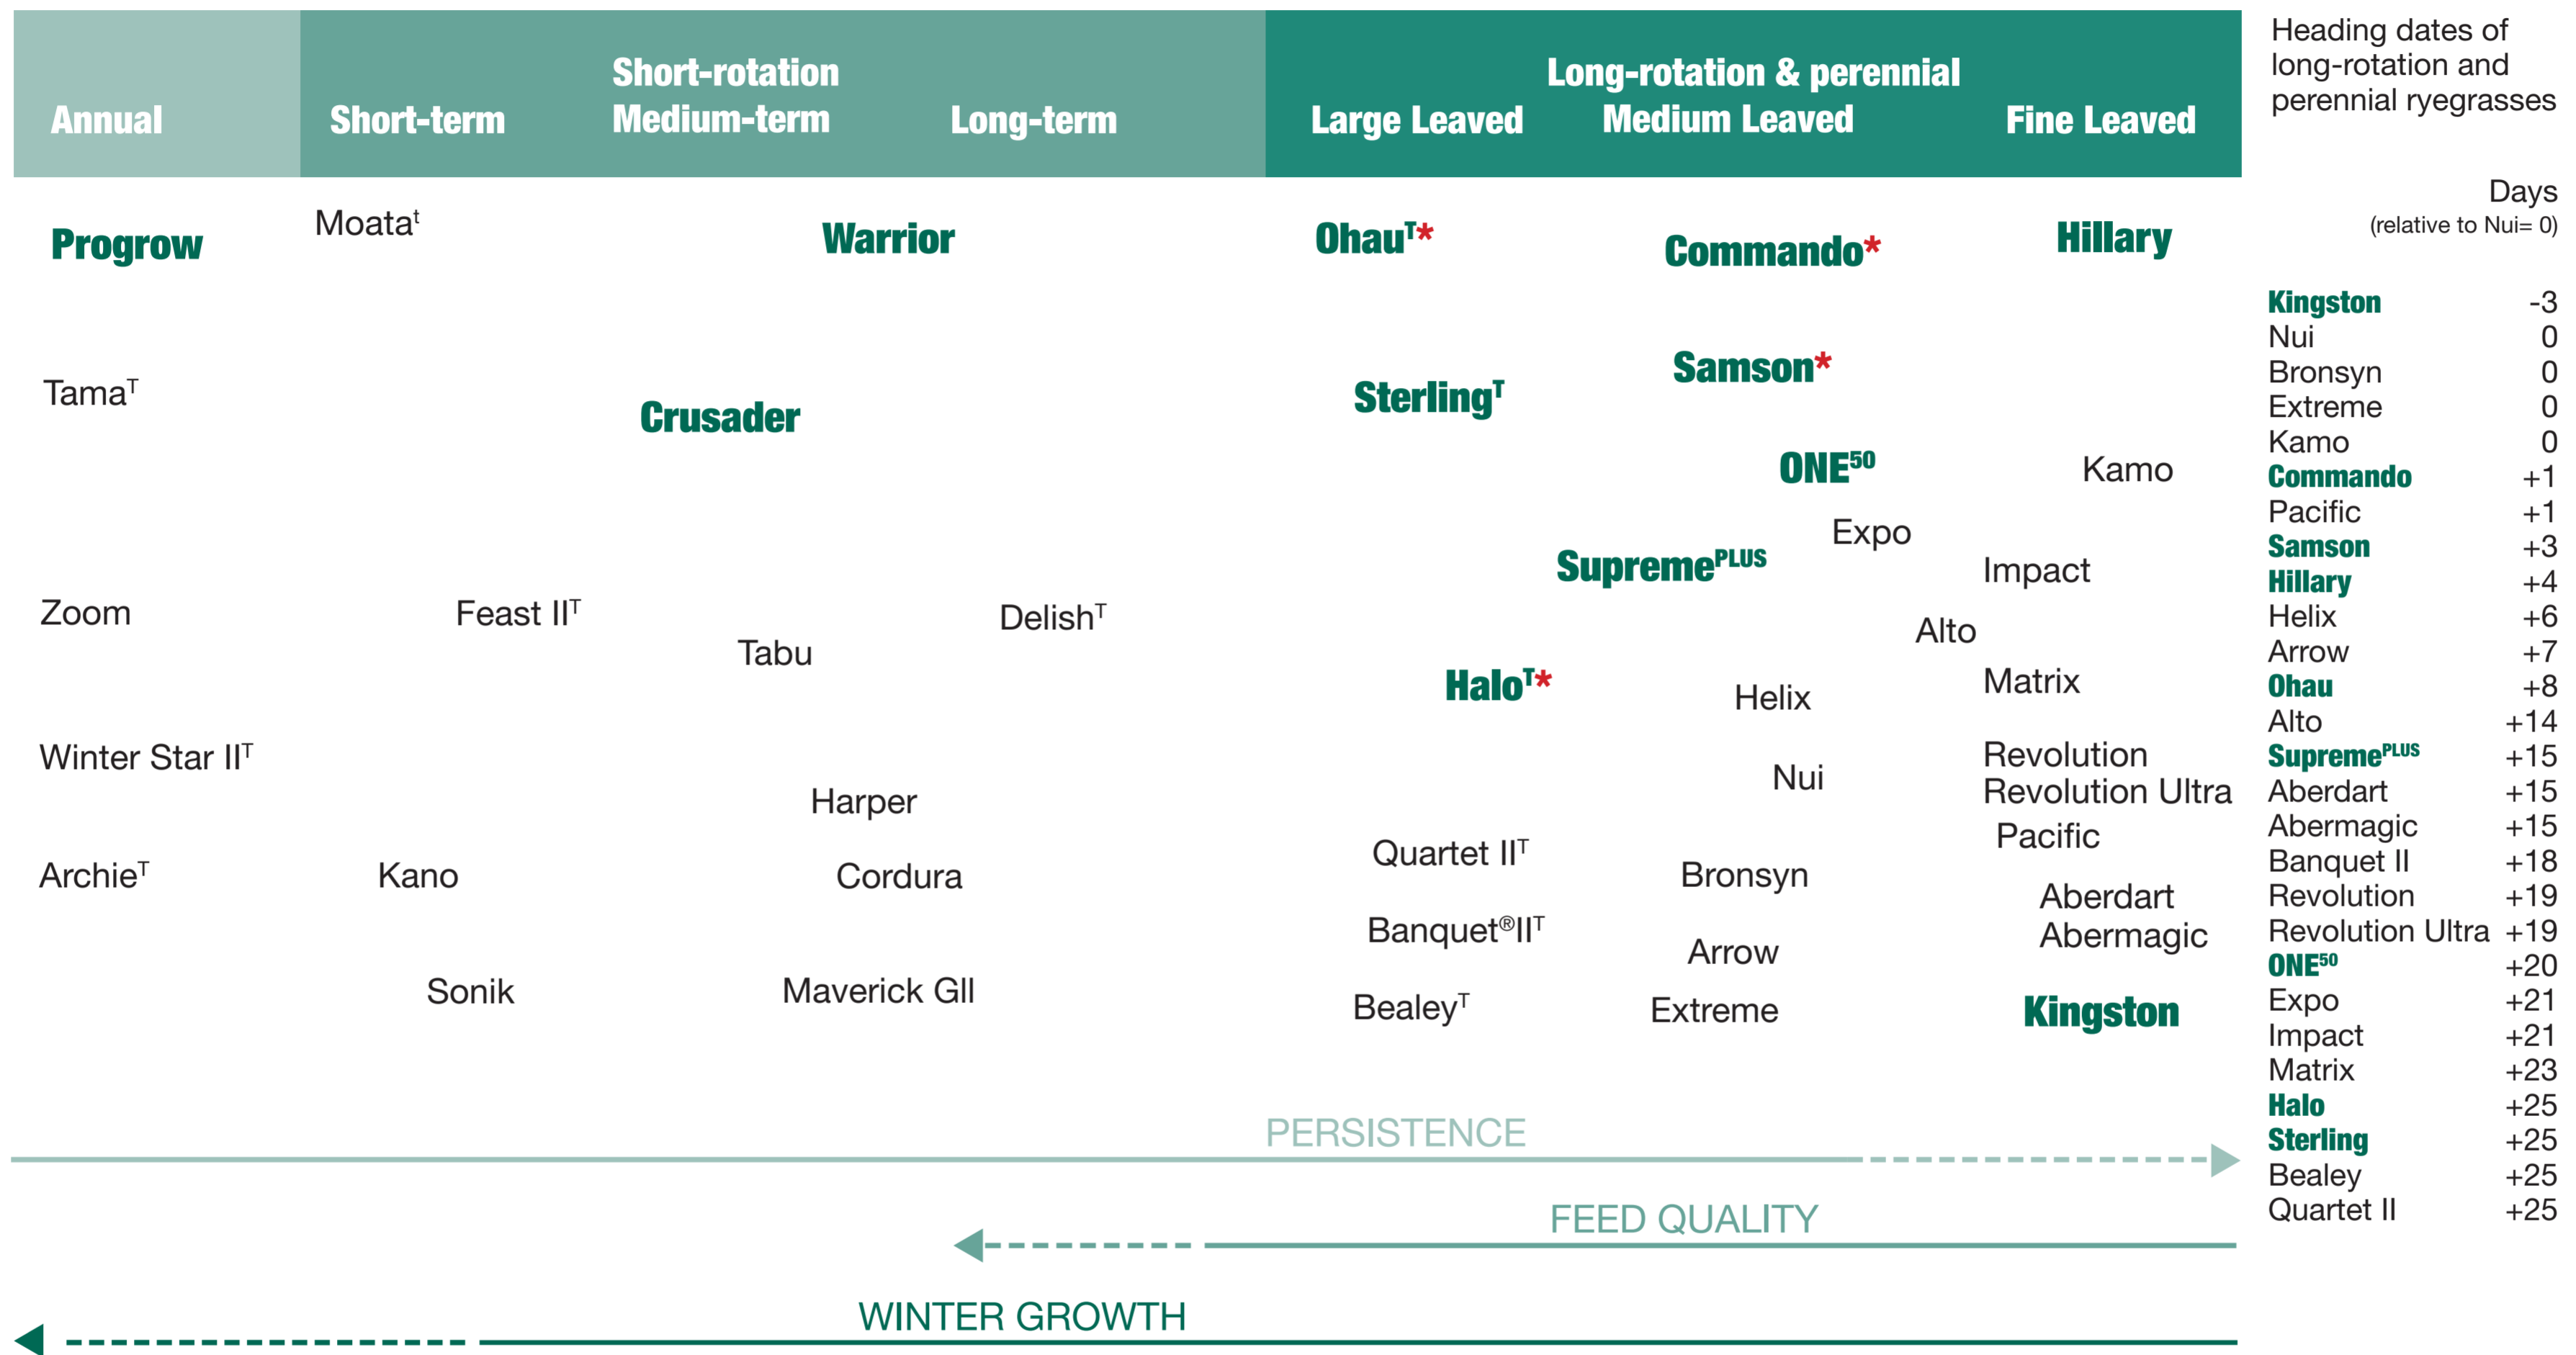 Annual
Short-rotation
Short-term Medium-term Long-term
Long-rotation & perennial
Large Leaved Medium Leaved Fine Leaved
Progrow Moatat Warrior OhauT* Commando* Hillary
TamaT Crusader SterlingT Samson*
ONE50 Kamo
Expo
SupremePLUS Impact
Zoom Feast IIT DelishT Alto
Tabu
HaloT* Helix Matrix
Winter Star IIT Revolution
Nui Revolution Ultra
Harper Pacific
Quartet IIT
ArchieT Kano Cordura Bronsyn Aberdart
Banquet®IIT Arrow Abermagic
Sonik Maverick GII BealeyT Extreme Kingston
PERSISTENCE
FEED QUALITY
WINTER GROWTH
Heading dates of
long-rotation and
perennial ryegrasses
Days
(relative to Nui= 0)
Kingston -3
Nui 0
Bronsyn 0
Extreme 0
Kamo 0
Commando +1
Pacific +1
Samson +3
Hillary +4
Helix +6
Arrow +7
Ohau +8
Alto +14
SupremePLUS +15
Aberdart +15
Abermagic +15
Banquet II +18
Revolution +19
Revolution Ultra +19
ONE50 +20
Expo +21
Impact +21
Matrix +23
Halo +25
Sterling +25
Bealey +25
Quartet II +25